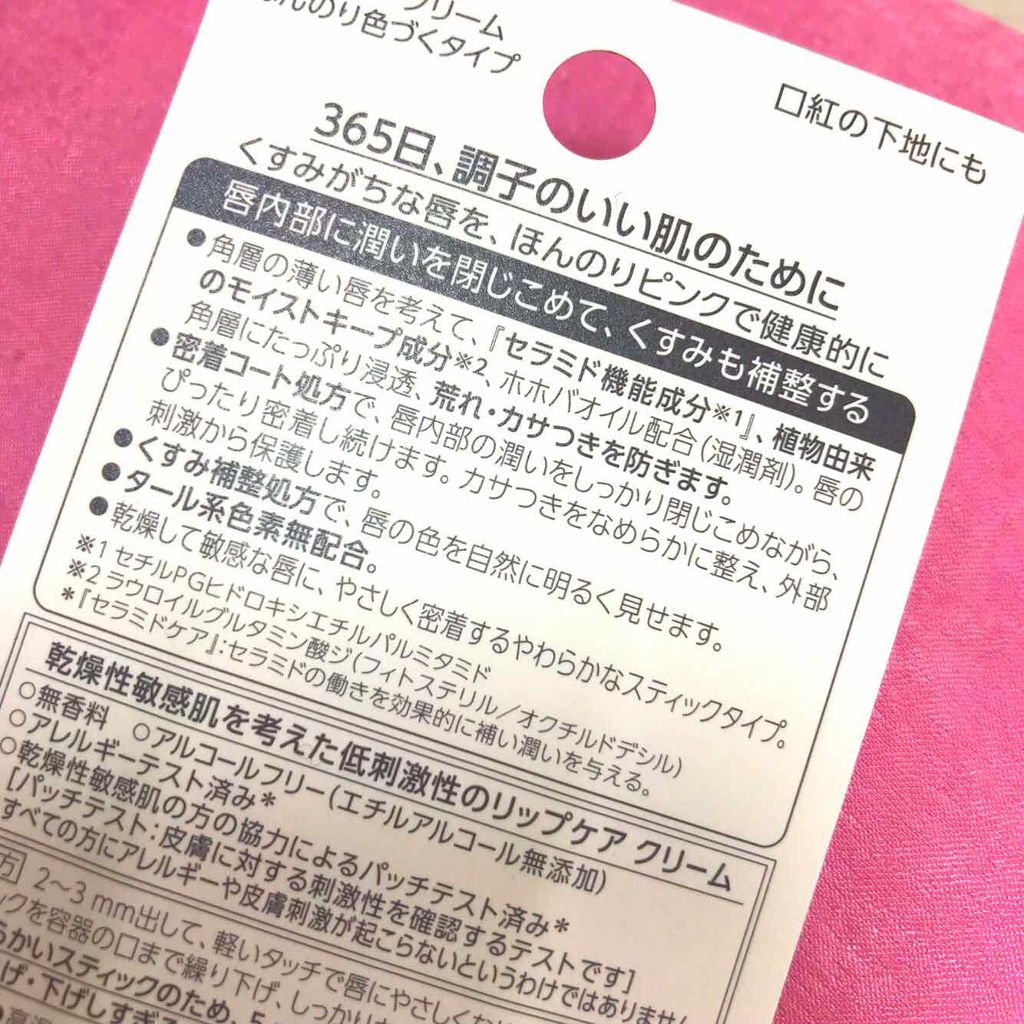 クリーム
ほんのり色づくタイプ
口紅の下地にも
365日、調子のいい肌のために
くすみがちな唇を、ほんのりピンクで健康的に
唇内部に潤いを閉じこめて、くすみも補整する
●角層の薄い唇を考えて、『セラミド機能成分※1』、植物由来
のモイストキープ成分※2、ホホバオイル配合(湿潤剤)。唇の
角層にたっぷり浸透、荒れ・カサつきを防ぎます。
●密着コート処方で、唇内部の潤いをしっかり閉じこめながら、
ぴったり密着し続けます。カサつきをなめらかに整え、外部
刺激から保護します。
●くすみ補整処方で、唇の色を自然に明るく見せます。
●タール系色素無配合。
●乾燥して敏感な唇に、やさしく密着するやわらかなスティックタイプ。
※1 セチルPGヒドロキシエチルパルミタミド
※2 ラウロイルグルタミン酸ジ(フィトステリル/オクチルドデシル)
*『セラミドケア』:セラミドの働きを効果的に補い潤いを与える。
乾燥性敏感肌を考えた低刺激性のリップケア クリーム
○無香料 ○アルコールフリー(エチルアルコール無添加)
○アレルギーテスト済み*
○乾燥性敏感肌の方の協力によるパッチテスト済み*
[パッチテスト:皮膚に対する刺激性を確認するテストです]
すべての方にアレルギーや皮膚刺激が起こらないというわけではありません
方 2～3 mm出して、軽いタッチで唇にやさしく
クを容器の口まで繰り下げ、しっかり
らかいスティックのため、5
げ・下げしすぎ